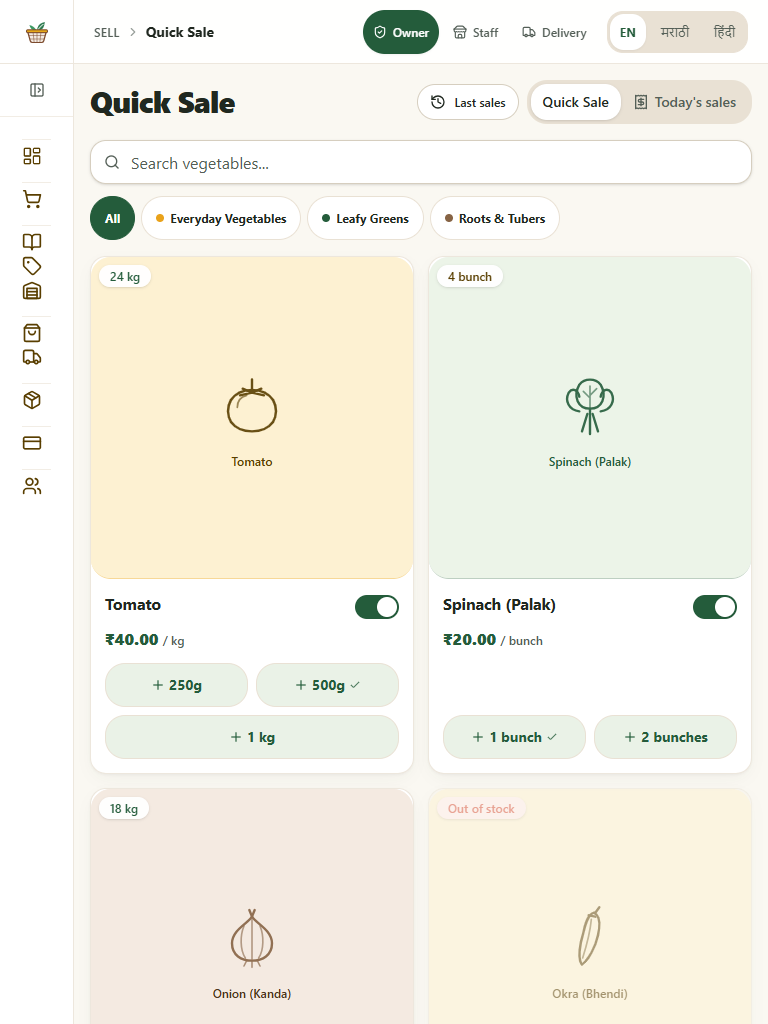 SELL > Quick Sale
Owner
Staff
Delivery
EN
मराठी
हिंदी
Quick Sale
Last sales
Quick Sale
Today's sales
Search vegetables...
All
Everyday Vegetables
Leafy Greens
Roots & Tubers
24 kg
Tomato
4 bunch
Spinach (Palak)
Tomato
₹40.00 / kg
+ 250g
+ 500g ✓
+ 1 kg
Spinach (Palak)
₹20.00 / bunch
+ 1 bunch ✓
+ 2 bunches
18 kg
Onion (Kanda)
Out of stock
Okra (Bhendi)